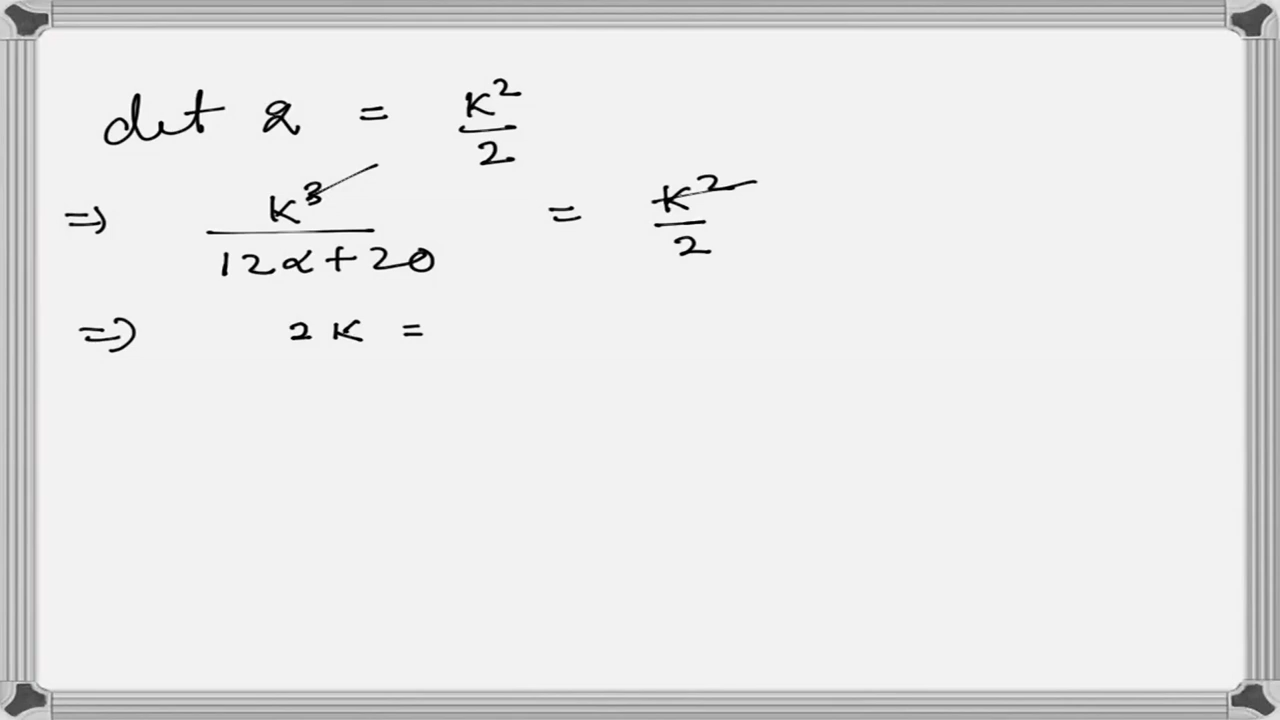 det Q = K²/2
=> K³/(12α+20) = K²/2
=> 2K =